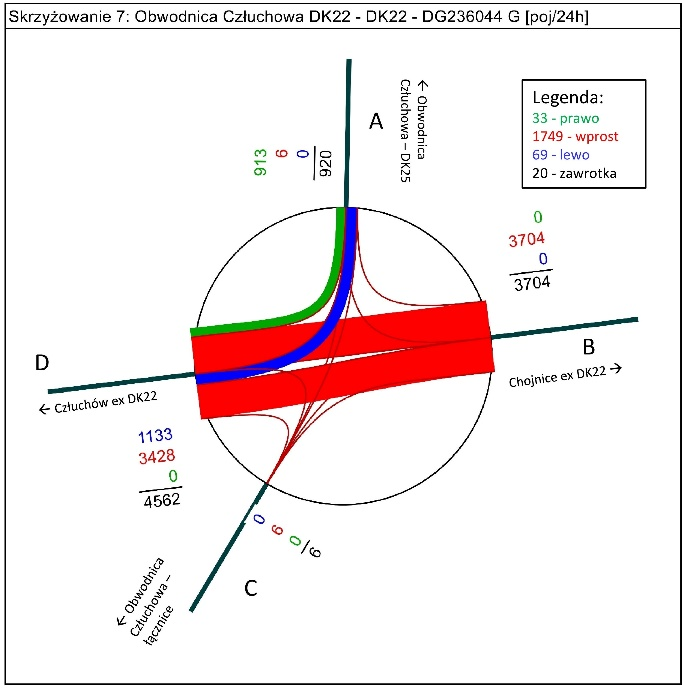 Skrzyżowanie 7: Obwodnica Człuchowa DK22 - DK22 - DG236044 G [poj/24h]
A
← Obwodnica
Człuchowa – DK25
913
6
0
920
Legenda:
33 - prawo
1749 - wprost
69 - lewo
20 - zawrotka
0
3704
0
3704
B
Chojnice ex DK22 →
D
← Człuchów ex DK22
1133
3428
0
4562
0
6
0
6
C
← Obwodnica
Człuchowa –
łącznice